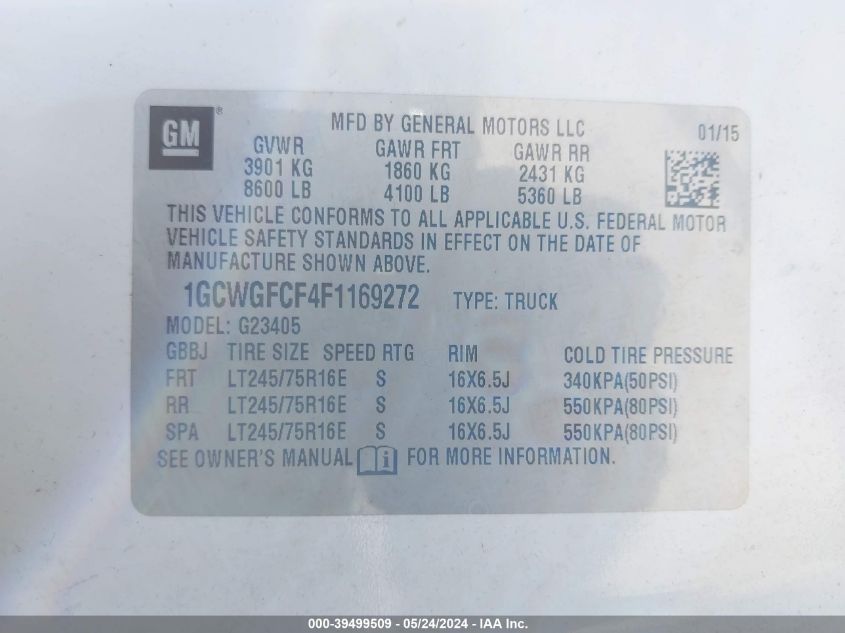 GM ® MFD BY GENERAL MOTORS LLC 01/15
GVWR GAWR FRT GAWR RR
3901 KG 1860 KG 2431 KG
8600 LB 4100 LB 5360 LB
THIS VEHICLE CONFORMS TO ALL APPLICABLE U.S. FEDERAL MOTOR
VEHICLE SAFETY STANDARDS IN EFFECT ON THE DATE OF
MANUFACTURE SHOWN ABOVE.
1GCWGFCF4F1169272 TYPE: TRUCK
MODEL: G23405
GBBJ TIRE SIZE SPEED RTG RIM COLD TIRE PRESSURE
FRT LT245/75R16E S 16X6.5J 340KPA(50PSI)
RR LT245/75R16E S 16X6.5J 550KPA(80PSI)
SPA LT245/75R16E S 16X6.5J 550KPA(80PSI)
SEE OWNER'S MANUAL i FOR MORE INFORMATION.
000-39499509 - 05/24/2024 - IAA Inc.